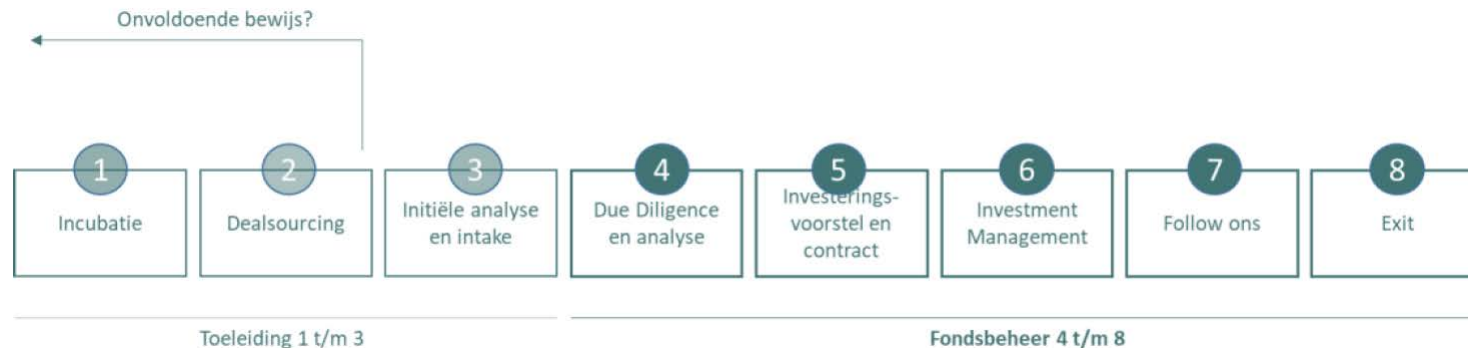 Onvoldoende bewijs?
1
Incubatie
2
Dealsourcing
3
Initiële analyse
en intake
4
Due Diligence
en analyse
5
Investerings-
voorstel en
contract
6
Investment
Management
7
Follow ons
8
Exit
Toeleiding 1 t/m 3
Fondsbeheer 4 t/m 8